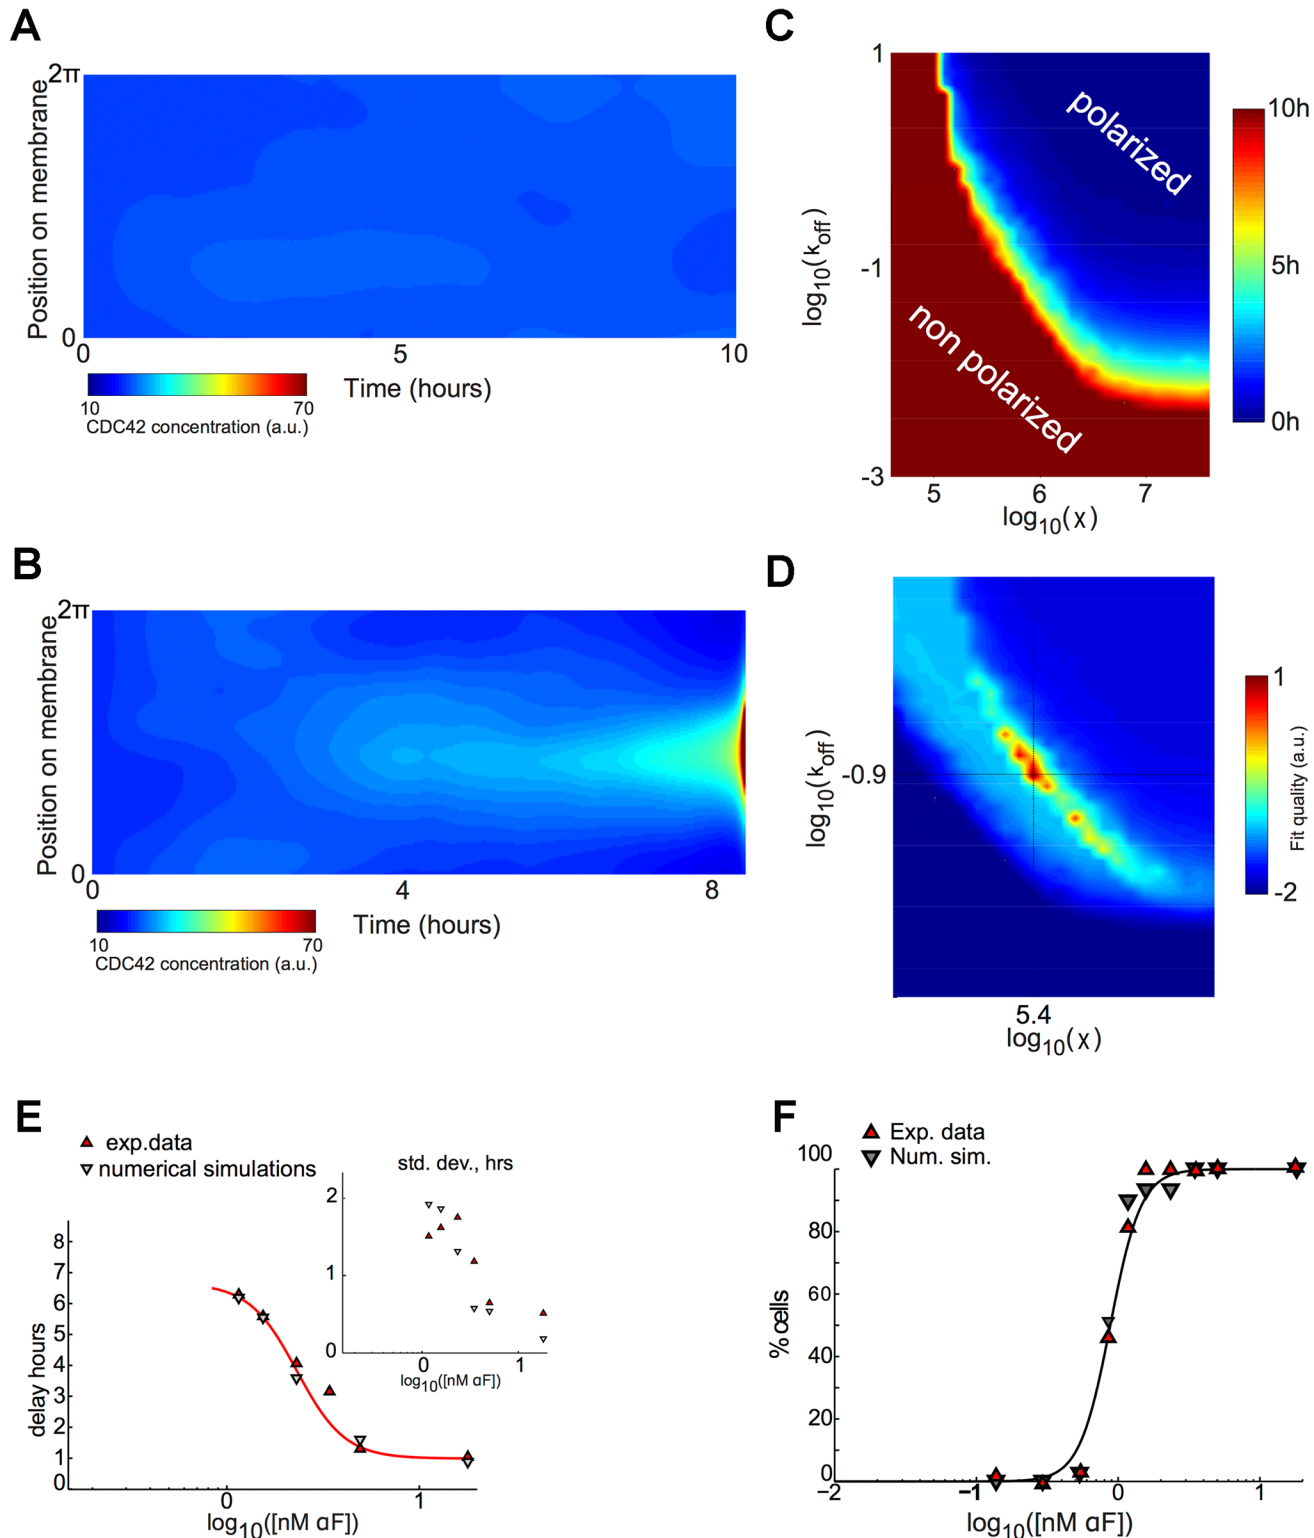 A
2π
Position on membrane
0
0
5
10
Time (hours)
10
70
CDC42 concentration (a.u.)
C
1
-1
-3
log10(koff)
polarized
non polarized
5
6
7
log10(χ)
10h
5h
0h
B
2π
Position on membrane
0
0
4
8
Time (hours)
10
70
CDC42 concentration (a.u.)
D
log10(koff)
-0.9
5.4
log10(χ)
1
-2
Fit quality (a.u.)
E
exp.data
numerical simulations
delay hours
8
7
6
5
4
3
2
1
0
0
1
log10([nM αF])
std. dev., hrs
2
1
0
0
1
log10([nM αF])
F
Exp. data
Num. sim.
% cells
100
80
60
40
20
0
−2
−1
0
1
log10([nM αF])